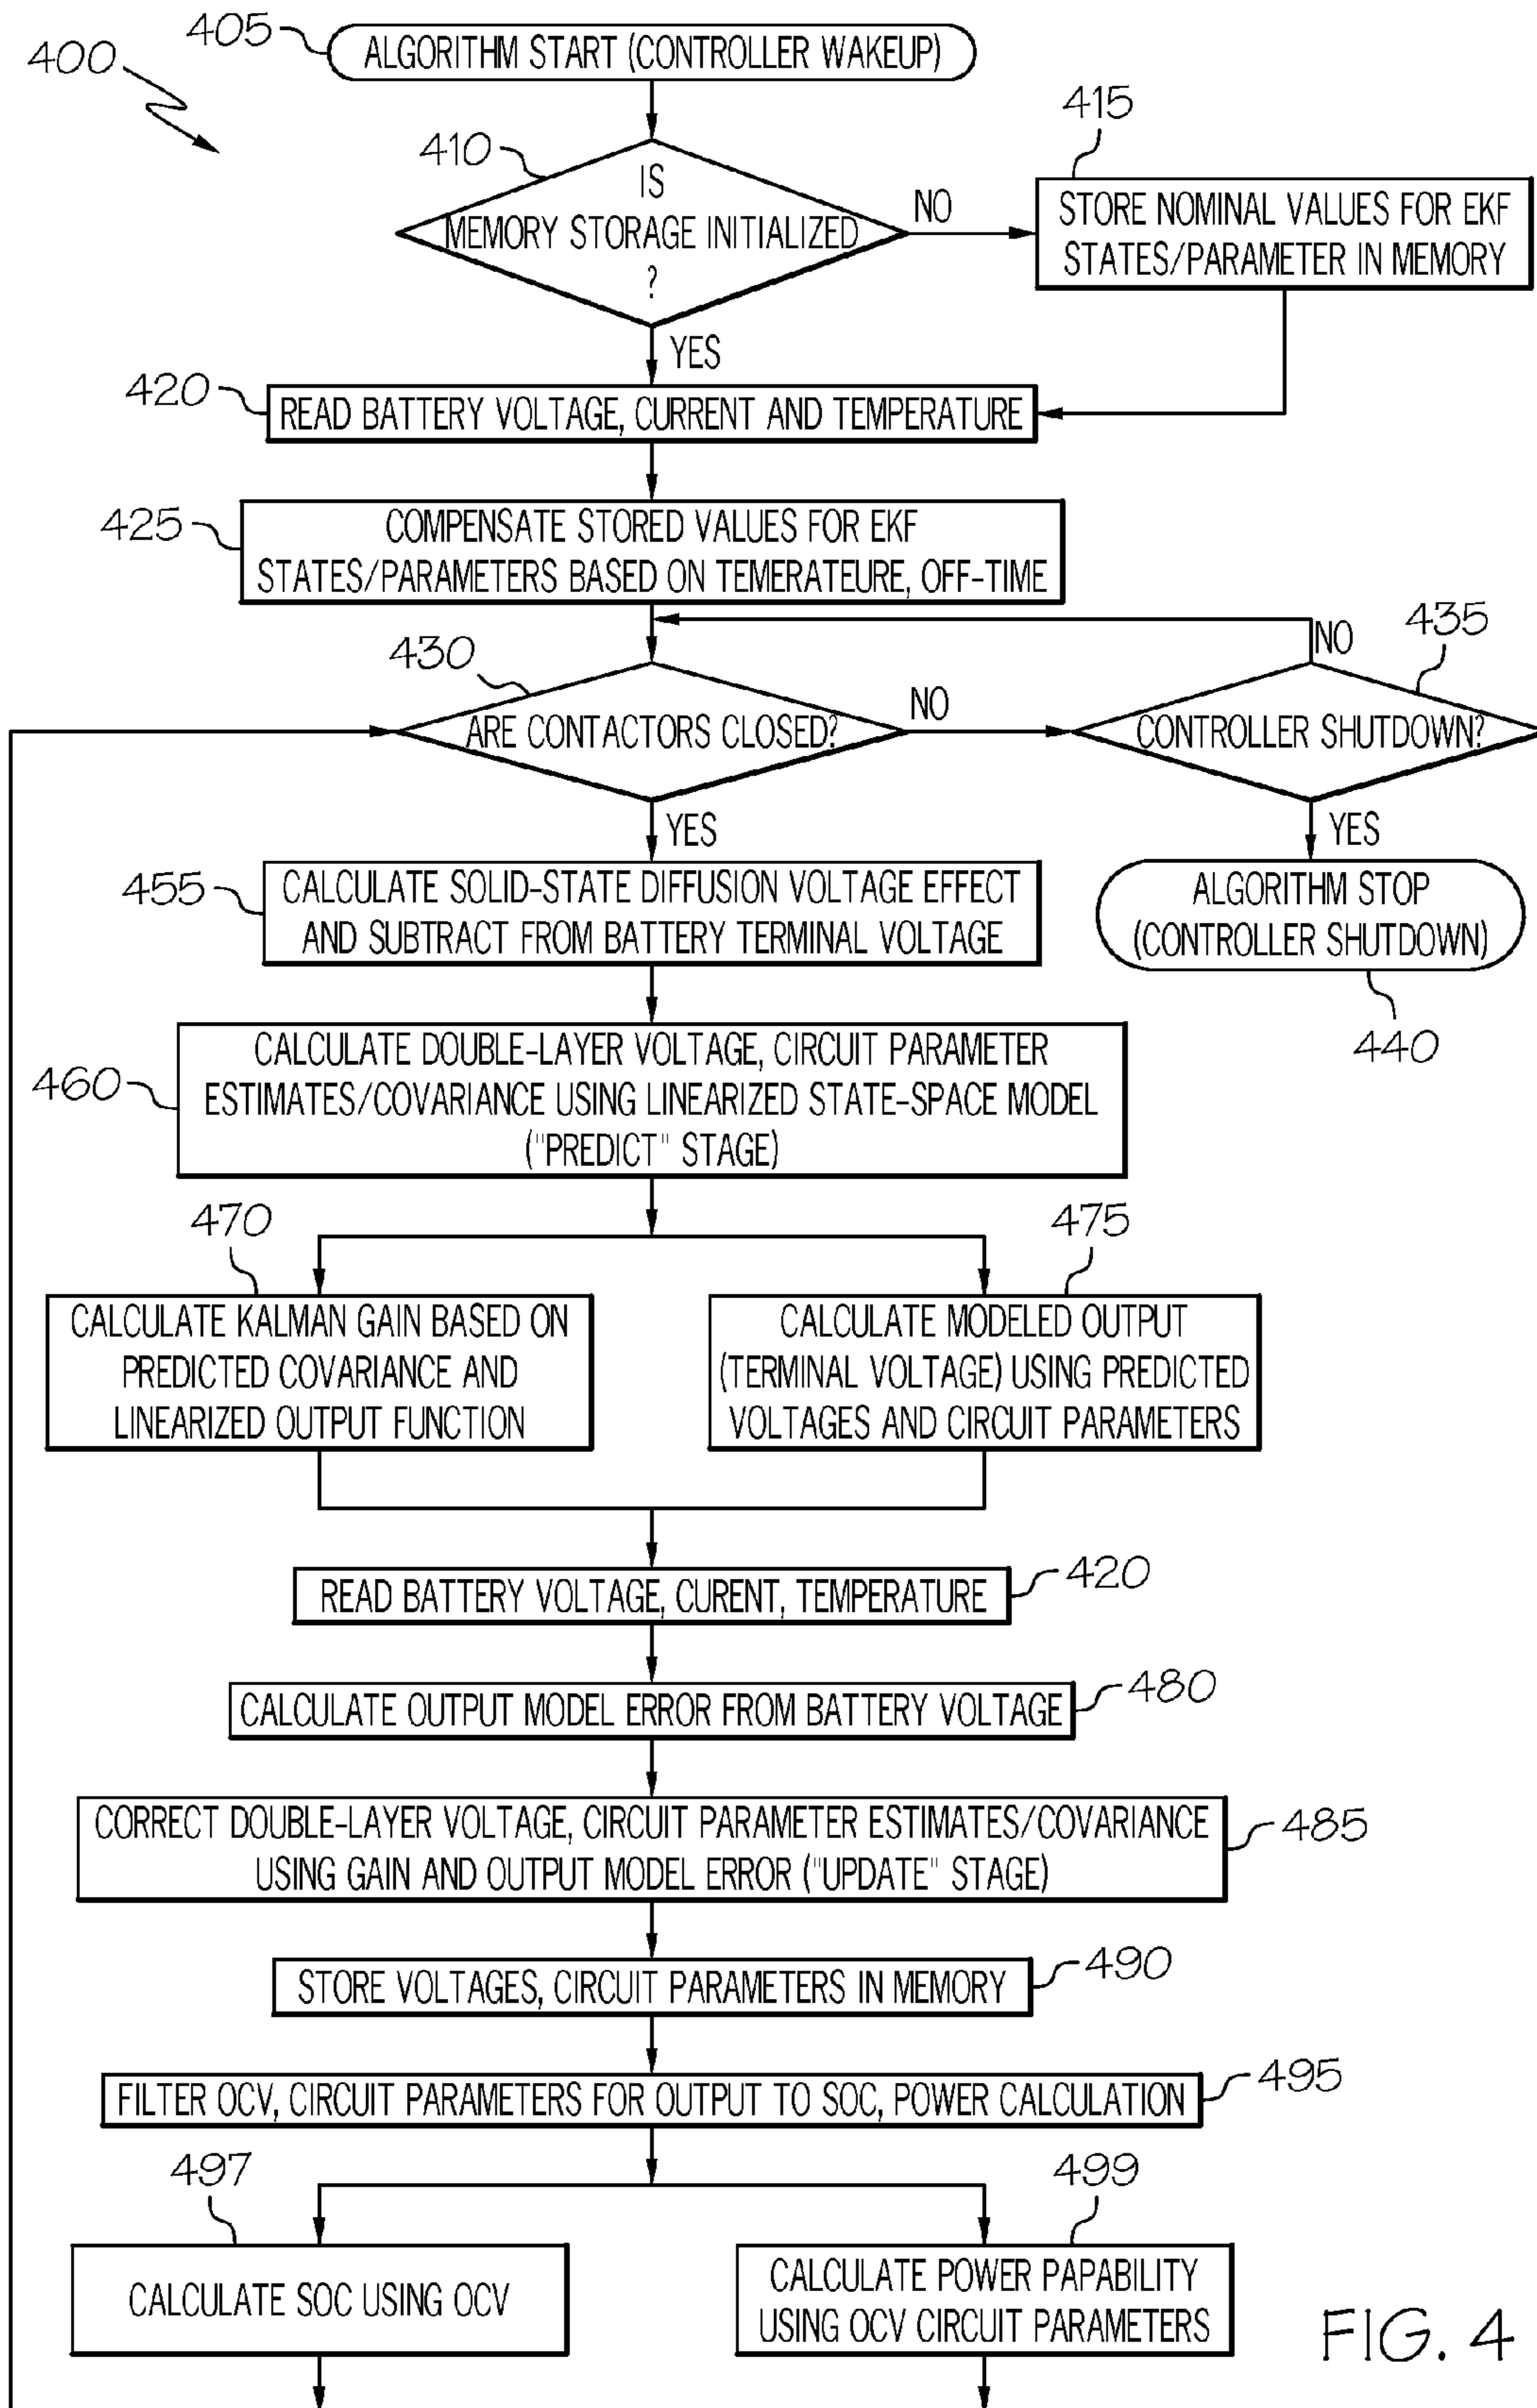 405
ALGORITHM START (CONTROLLER WAKEUP)
400
415
410
IS
MEMORY STORAGE INITIALIZED
?
NO
STORE NOMINAL VALUES FOR EKF
STATES/PARAMETER IN MEMORY
YES
420
READ BATTERY VOLTAGE, CURRENT AND TEMPERATURE
425
COMPENSATE STORED VALUES FOR EKF
STATES/PARAMETERS BASED ON TEMERATEURE, OFF-TIME
430
NO
435
ARE CONTACTORS CLOSED?
NO
CONTROLLER SHUTDOWN?
YES
YES
455
CALCULATE SOLID-STATE DIFFUSION VOLTAGE EFFECT
AND SUBTRACT FROM BATTERY TERMINAL VOLTAGE
ALGORITHM STOP
(CONTROLLER SHUTDOWN)
440
460
CALCULATE DOUBLE-LAYER VOLTAGE, CIRCUIT PARAMETER
ESTIMATES/COVARIANCE USING LINEARIZED STATE-SPACE MODEL
("PREDICT" STAGE)
470
475
CALCULATE KALMAN GAIN BASED ON
PREDICTED COVARIANCE AND
LINEARIZED OUTPUT FUNCTION
CALCULATE MODELED OUTPUT
(TERMINAL VOLTAGE) USING PREDICTED
VOLTAGES AND CIRCUIT PARAMETERS
READ BATTERY VOLTAGE, CURENT, TEMPERATURE
420
CALCULATE OUTPUT MODEL ERROR FROM BATTERY VOLTAGE
480
CORRECT DOUBLE-LAYER VOLTAGE, CIRCUIT PARAMETER ESTIMATES/COVARIANCE
USING GAIN AND OUTPUT MODEL ERROR ("UPDATE" STAGE)
485
STORE VOLTAGES, CIRCUIT PARAMETERS IN MEMORY
490
FILTER OCV, CIRCUIT PARAMETERS FOR OUTPUT TO SOC, POWER CALCULATION
495
497
499
CALCULATE SOC USING OCV
CALCULATE POWER PAPABILITY
USING OCV CIRCUIT PARAMETERS
FIG. 4